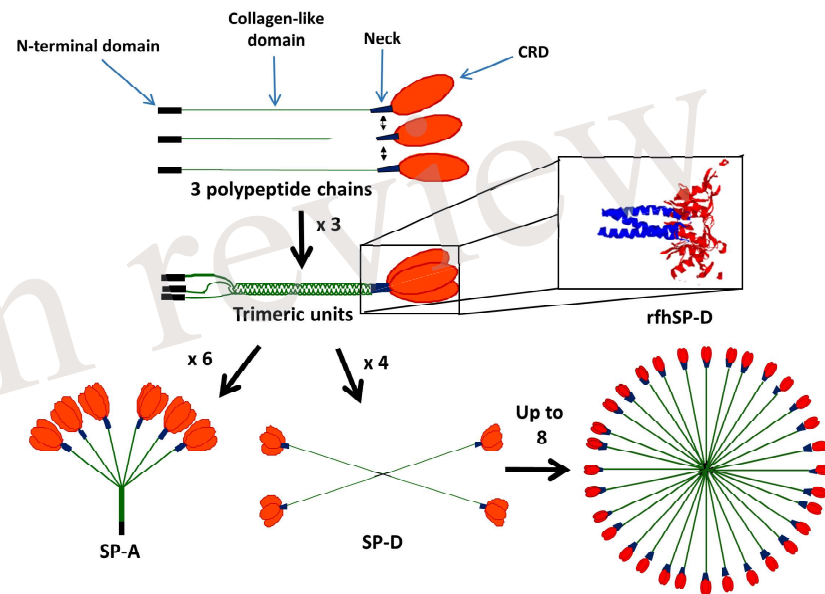 Collagen-like
domain
N-terminal domain
Neck
CRD
3 polypeptide chains
x 3
Trimeric units
rfhSP-D
x 6
x 4
Up to
8
SP-A
SP-D
review